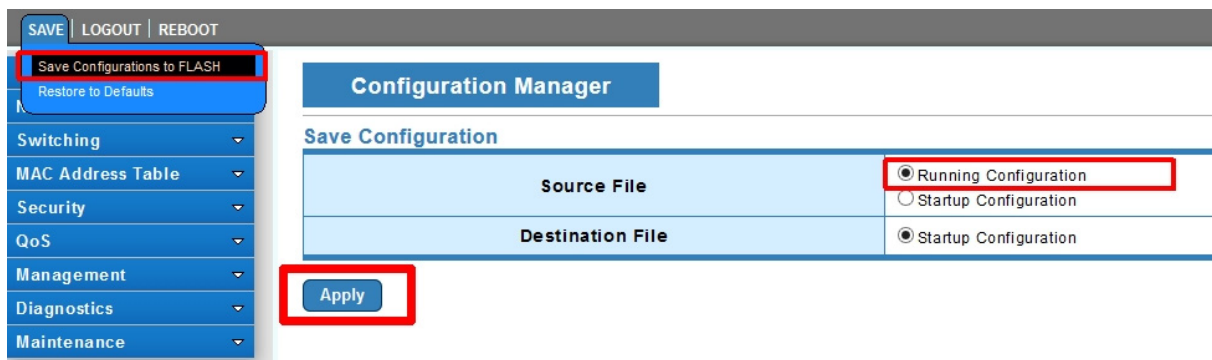 SAVE | LOGOUT | REBOOT
Save Configurations to FLASH
Restore to Defaults
Switching
MAC Address Table
Security
QoS
Management
Diagnostics
Maintenance
Configuration Manager
Save Configuration
Source File
Running Configuration
Startup Configuration
Destination File
Startup Configuration
Apply